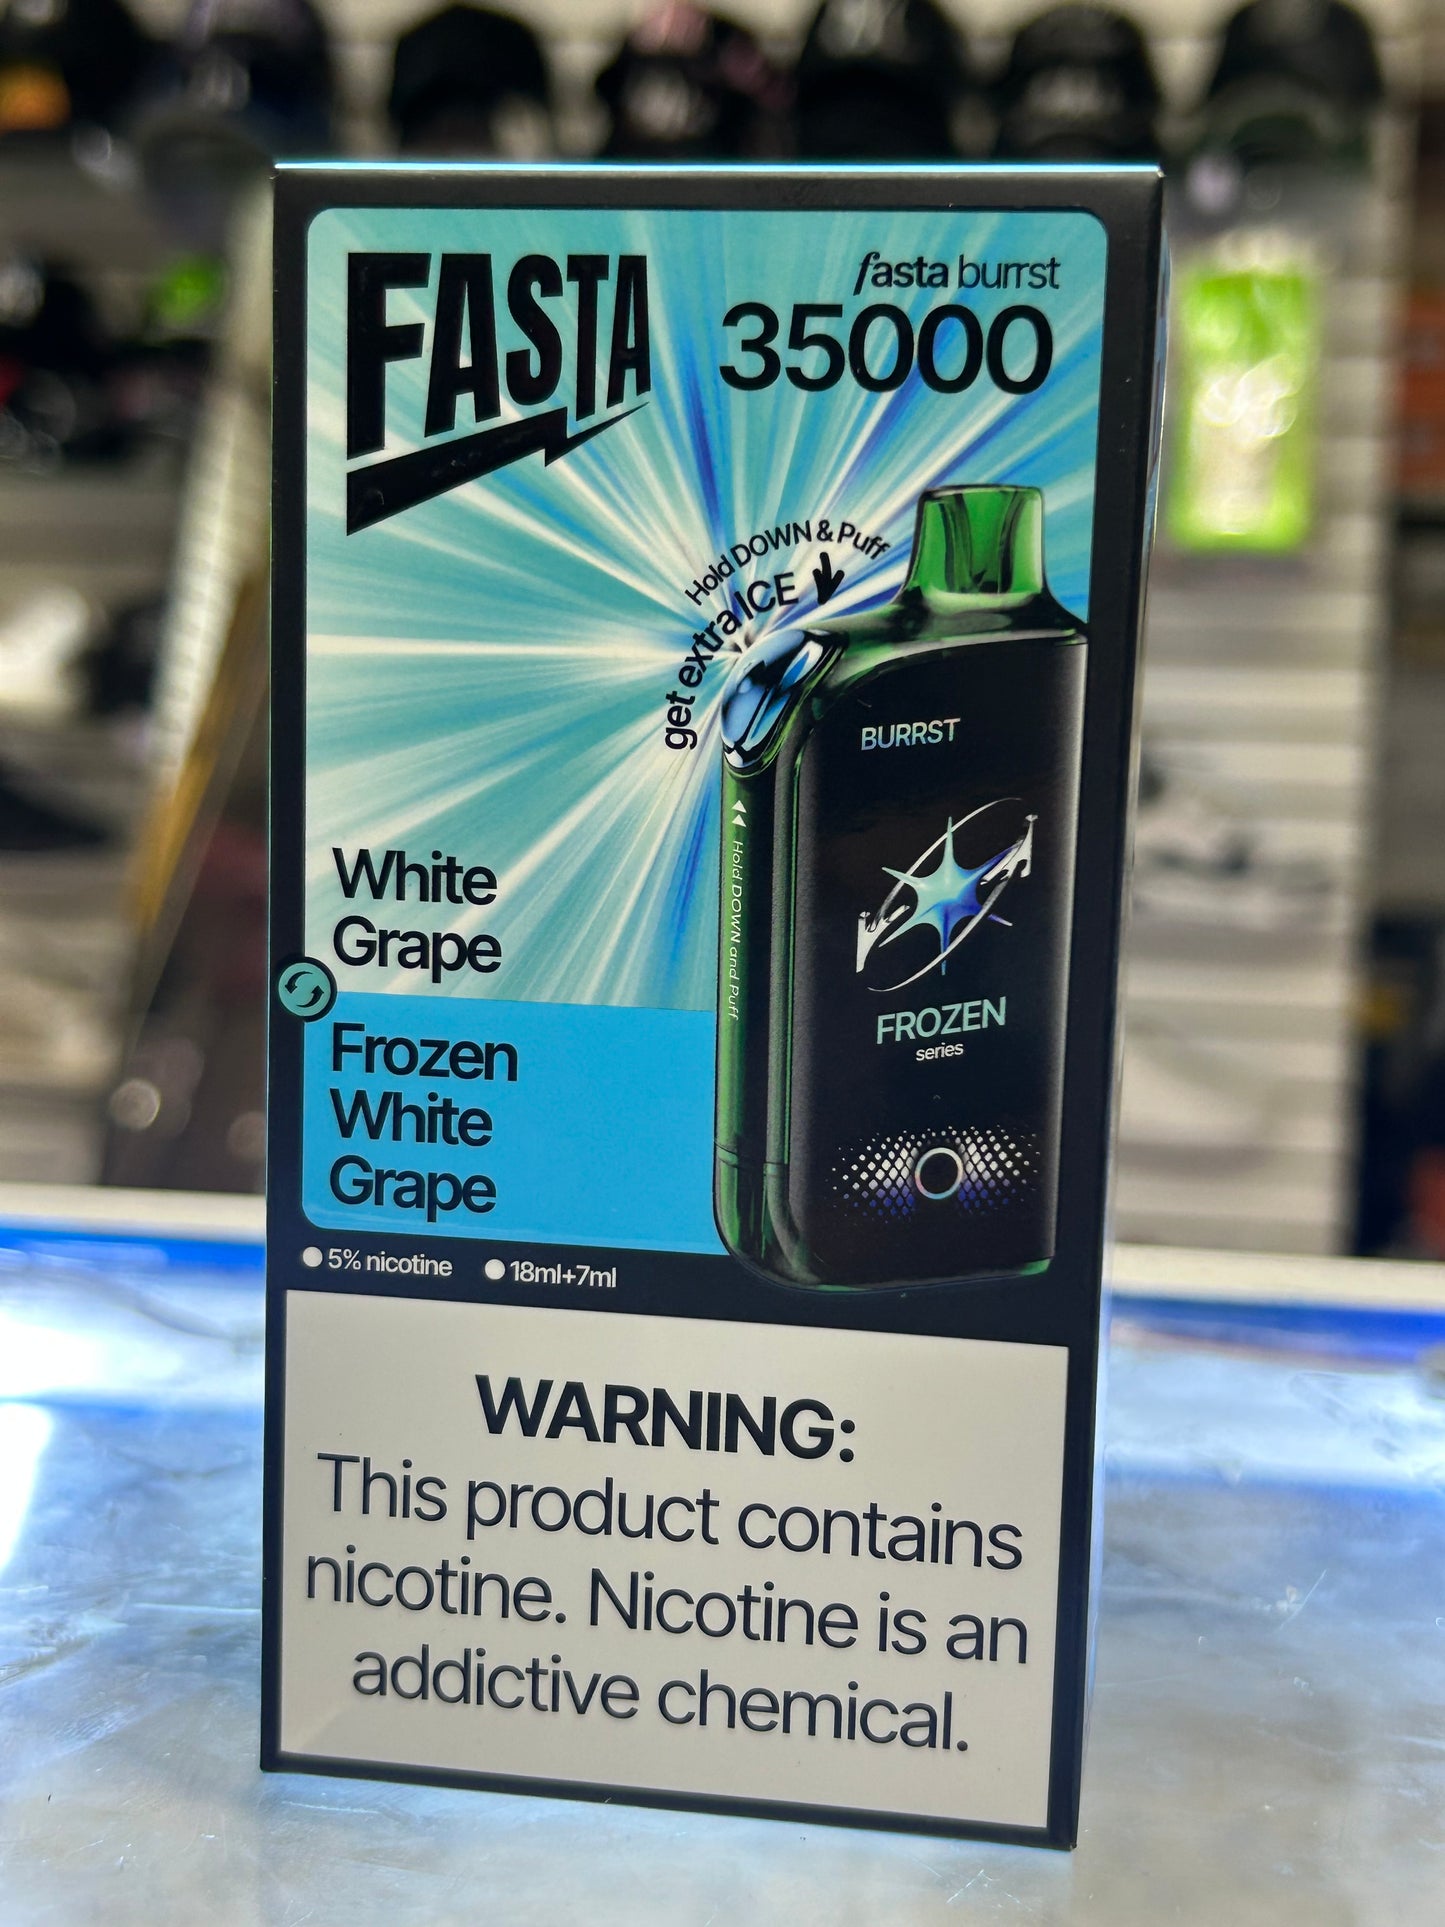 FASTA
fasta burrst
35000
Hold DOWN & Puff
get extra ICE
BURRST
Hold DOWN and Puff
FROZEN
series
White
Grape
Frozen
White
Grape
5% nicotine 18ml+7ml
WARNING:
This product contains
nicotine. Nicotine is an
addictive chemical.